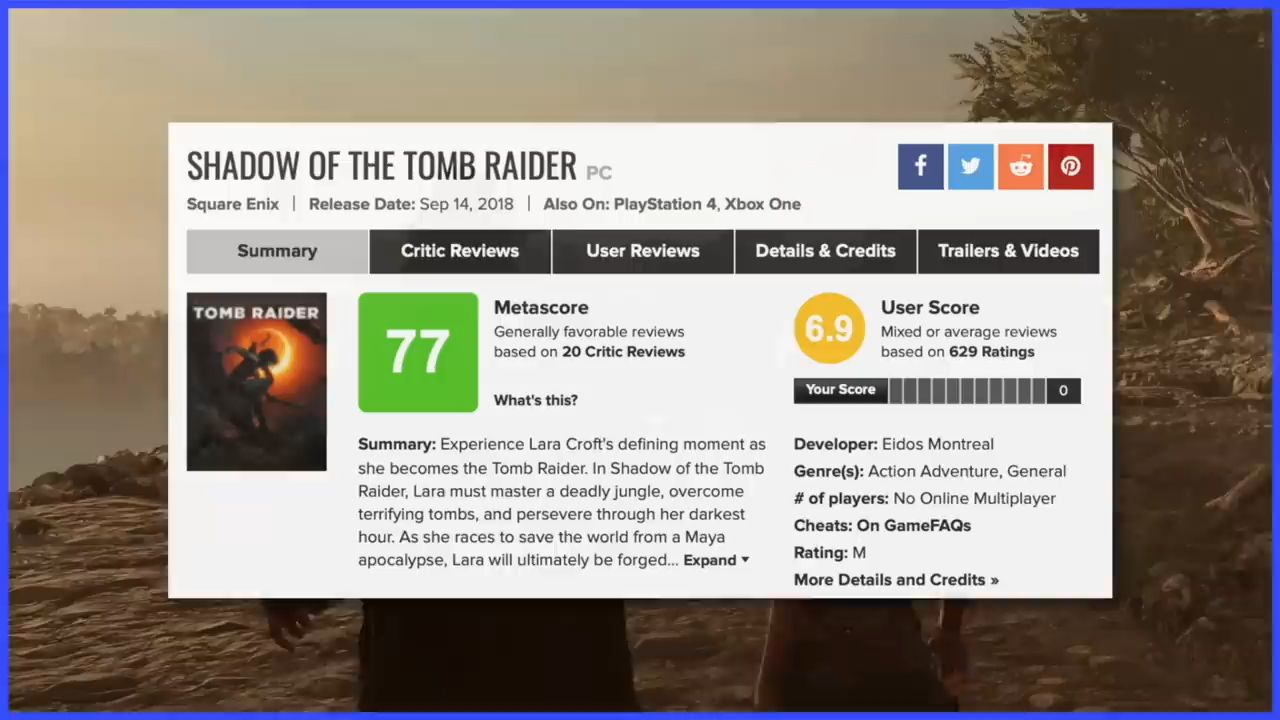 SHADOW OF THE TOMB RAIDER PC
Square Enix | Release Date: Sep 14, 2018 | Also On: PlayStation 4, Xbox One
Summary
Critic Reviews
User Reviews
Details & Credits
Trailers & Videos
TOMB RAIDER
77
Metascore
Generally favorable reviews
based on 20 Critic Reviews
What's this?
Summary: Experience Lara Croft's defining moment as
she becomes the Tomb Raider. In Shadow of the Tomb
Raider, Lara must master a deadly jungle, overcome
terrifying tombs, and persevere through her darkest
hour. As she races to save the world from a Maya
apocalypse, Lara will ultimately be forged... Expand
6.9
User Score
Mixed or average reviews
based on 629 Ratings
Your Score 0
Developer: Eidos Montreal
Genre(s): Action Adventure, General
# of players: No Online Multiplayer
Cheats: On GameFAQs
Rating: M
More Details and Credits »